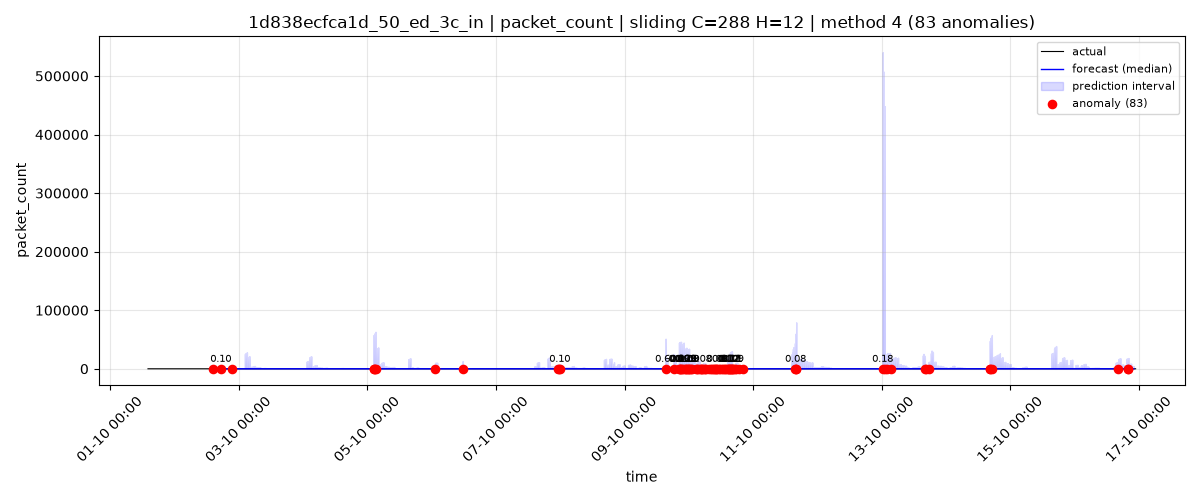 1d838ecfca1d_50_ed_3c_in | packet_count | sliding C=288 H=12 | method 4 (83 anomalies)
actual
forecast (median)
prediction interval
anomaly (83)
packet_count
500000
400000
300000
200000
100000
0
0.10
0.10
0.08
0.18
01-10 00:00
03-10 00:00
05-10 00:00
07-10 00:00
09-10 00:00
11-10 00:00
13-10 00:00
15-10 00:00
17-10 00:00
time